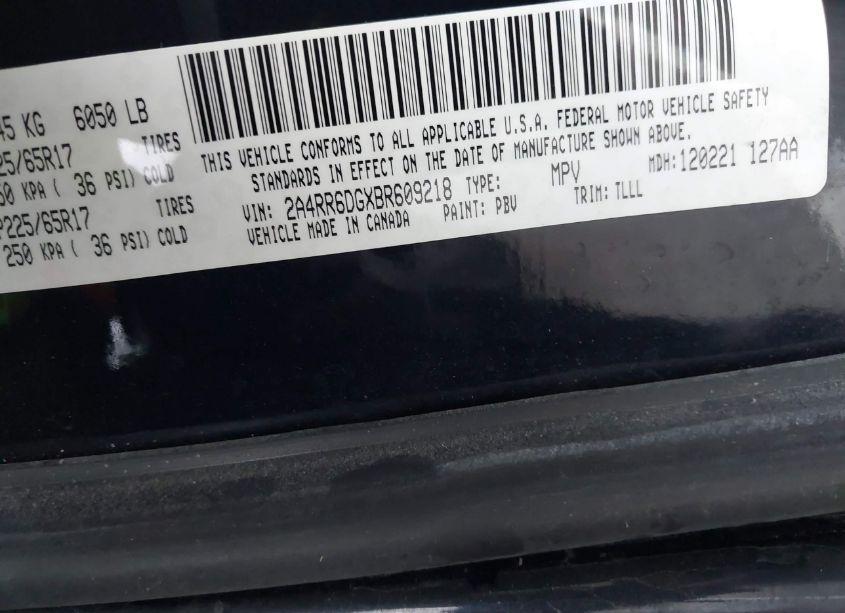 45 KG 6050 LB
25/65R17 TIRES
50 KPA ( 36 PSI) COLD
P225/65R17 TIRES
250 KPA ( 36 PSI) COLD
THIS VEHICLE CONFORMS TO ALL APPLICABLE U.S.A. FEDERAL MOTOR VEHICLE SAFETY
STANDARDS IN EFFECT ON THE DATE OF MANUFACTURE SHOWN ABOVE.
MDH: 120221 127AA
VIN: 2A4RR6DGXBR609218 TYPE: MPV
VEHICLE MADE IN CANADA PAINT: PBV TRIM: TLLL